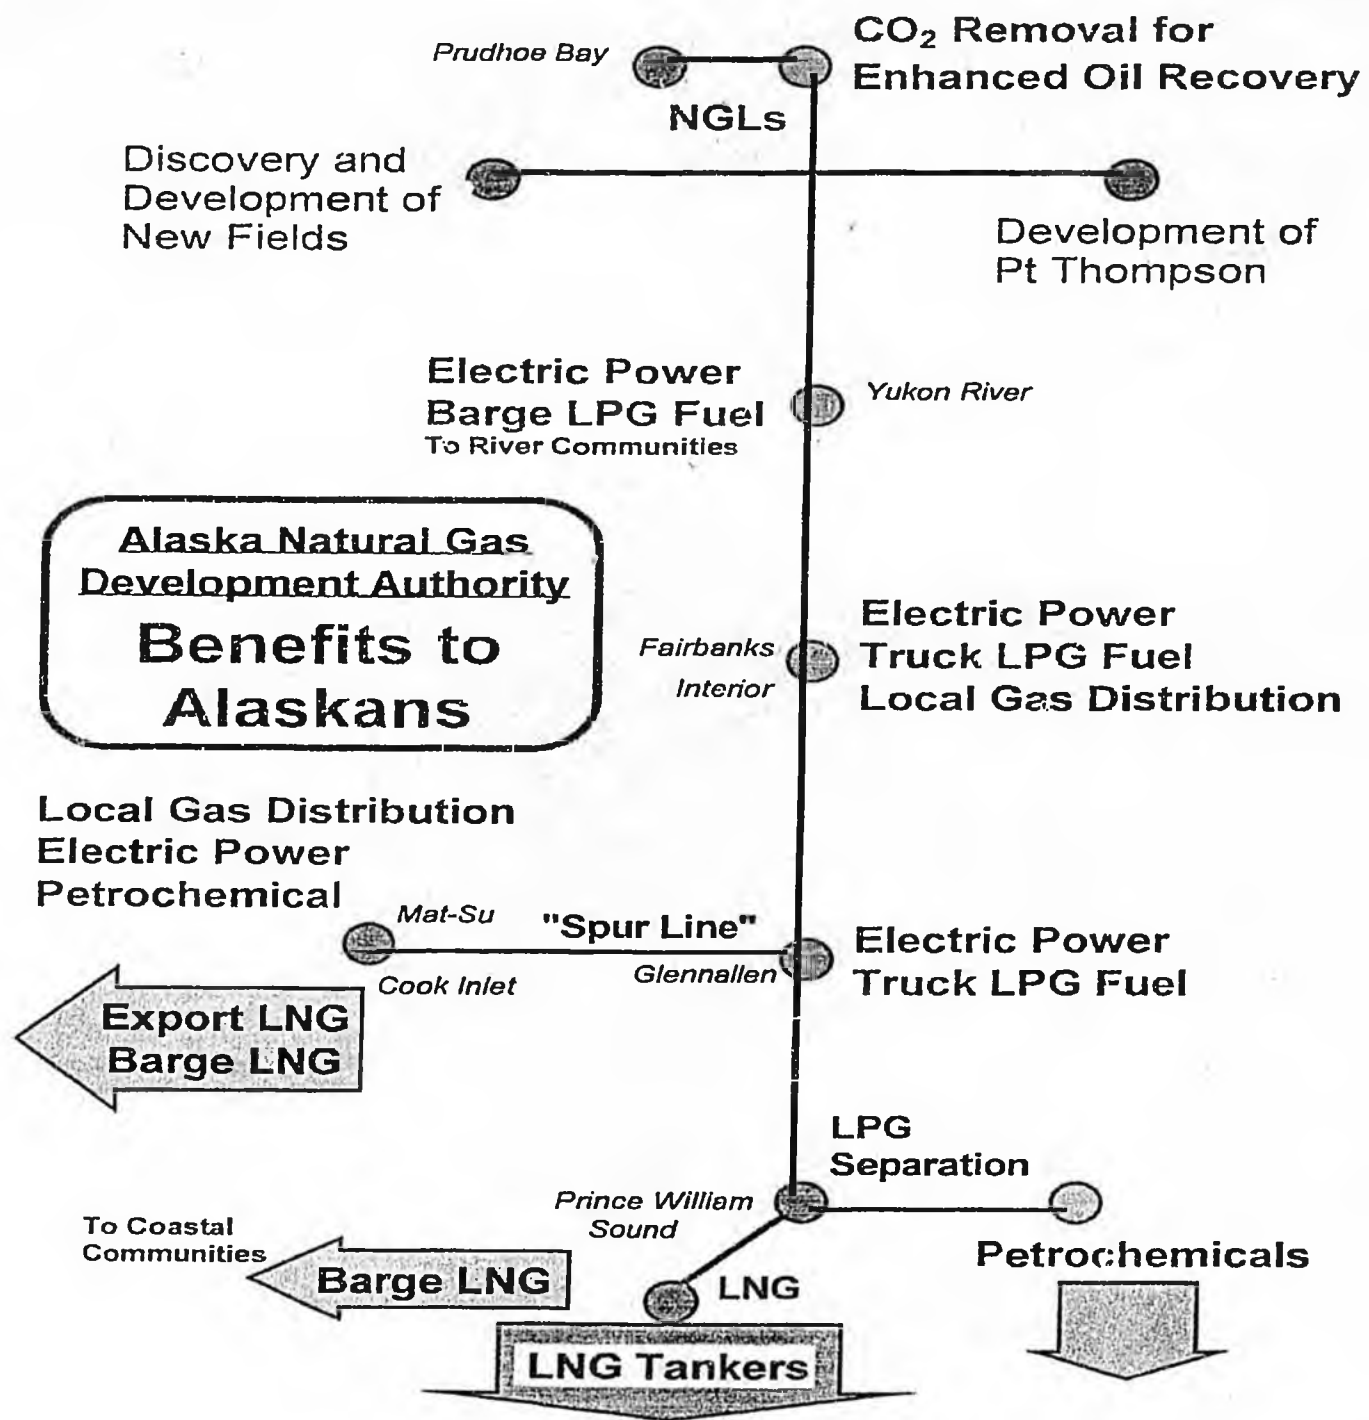 Prudhoe Bay
CO₂ Removal for
Enhanced Oil Recovery
NGLs
Discovery and
Development of
New Fields
Development of
Pt Thompson
Electric Power
Barge LPG Fuel
To River Communities
Yukon River
Alaska Natural Gas
Development Authority
Benefits to
Alaskans
Fairbanks
Interior
Electric Power
Truck LPG Fuel
Local Gas Distribution
Local Gas Distribution
Electric Power
Petrochemical
Mat-Su
"Spur Line"
Cook Inlet
Glennallen
Electric Power
Truck LPG Fuel
Export LNG
Barge LNG
LPG
Separation
Prince William
Sound
To Coastal
Communities
Barge LNG
LNG
Petrochemicals
LNG Tankers